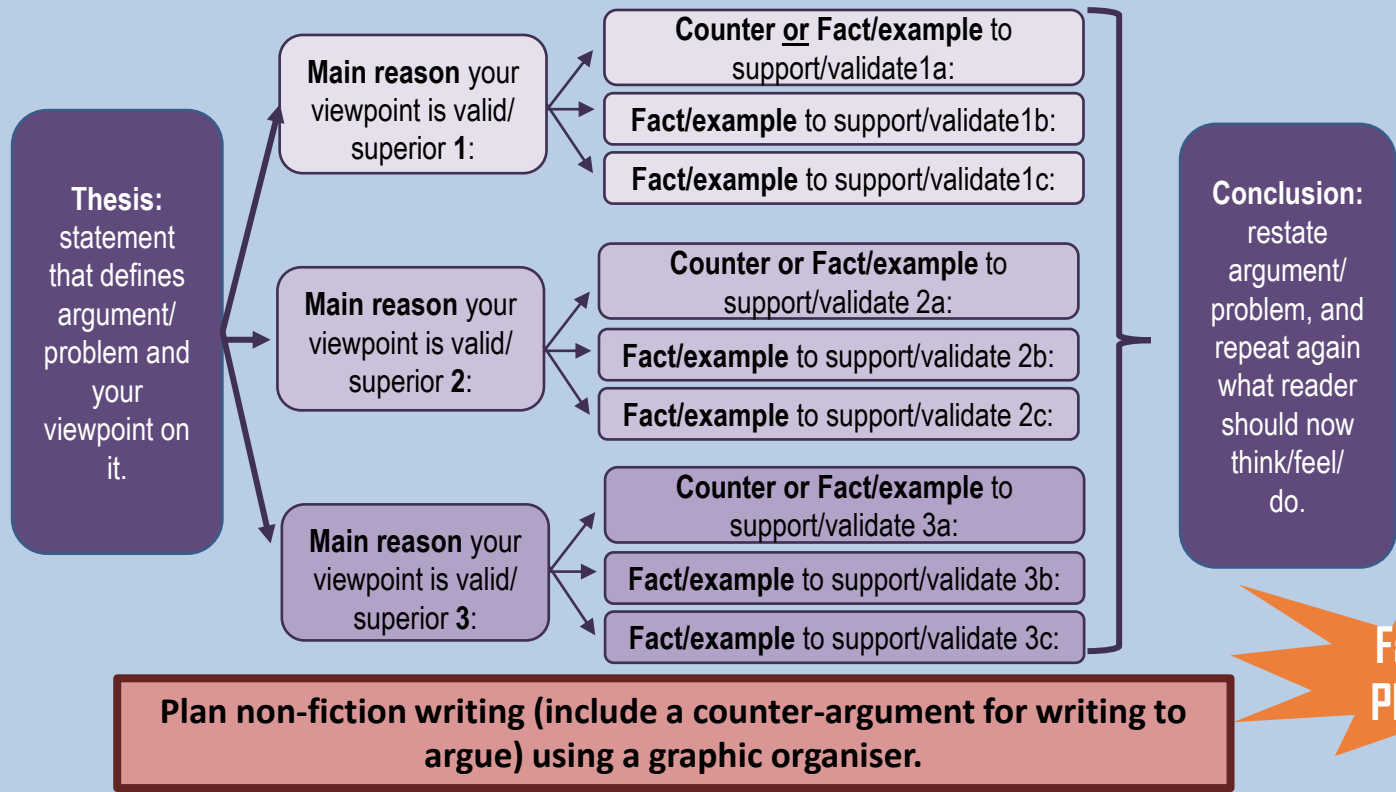 Thesis:
statement
that defines
argument/
problem and
your
viewpoint on
it.
Main reason your
viewpoint is valid/
superior 1:
Counter or Fact/example to
support/validate1a:
Fact/example to support/validate1b:
Fact/example to support/validate1c:
Main reason your
viewpoint is valid/
superior 2:
Counter or Fact/example to
support/validate 2a:
Fact/example to support/validate 2b:
Fact/example to support/validate 2c:
Main reason your
viewpoint is valid/
superior 3:
Counter or Fact/example to
support/validate 3a:
Fact/example to support/validate 3b:
Fact/example to support/validate 3c:
Conclusion:
restate
argument/
problem, and
repeat again
what reader
should now
think/feel/
do.
Plan non-fiction writing (include a counter-argument for writing to
argue) using a graphic organiser.